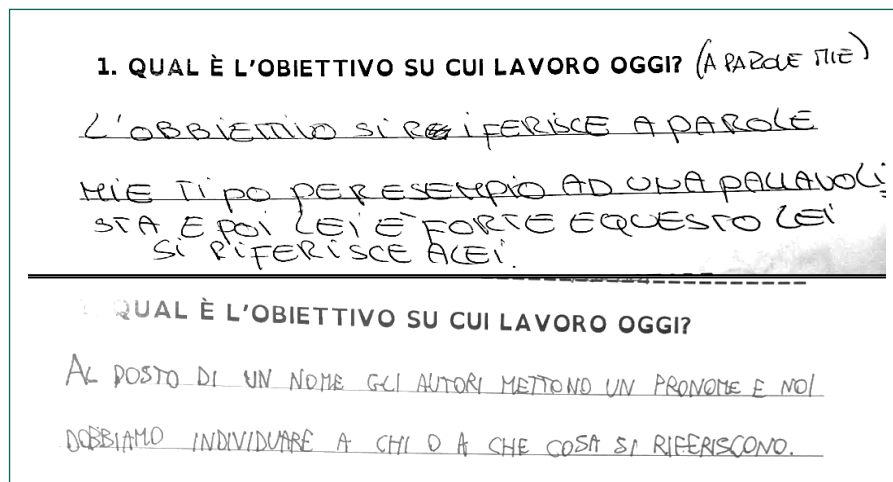 1. QUAL È L'OBIETTIVO SU CUI LAVORO OGGI? (A PAROLE MIE)
L'OBBIETTIVO SI RIFERISCE A PAROLE
MIE TIPO PER ESEMPIO AD UNA PALLAVOLI
STA E POI LEI È FORTE E QUESTO LEI
SI RIFERISCE A LEI.
QUAL È L'OBIETTIVO SU CUI LAVORO OGGI?
AL POSTO DI UN NOME GLI AUTORI METTONO UN PRONOME E NOI
DOBBIAMO INDIVIDUARE A CHI O A CHE COSA SI RIFERISCONO.